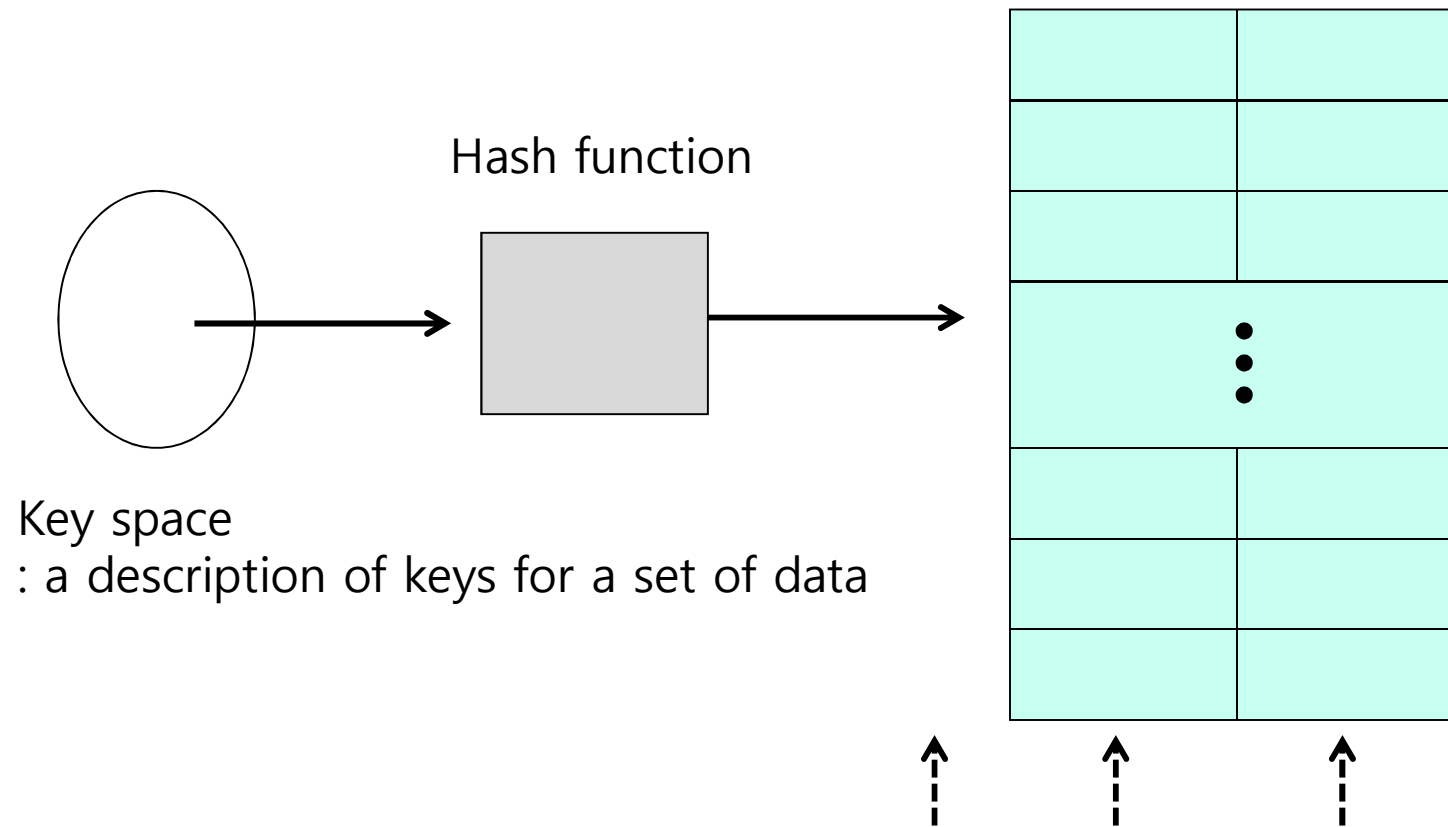 Hash function
Key space
: a description of keys for a set of data